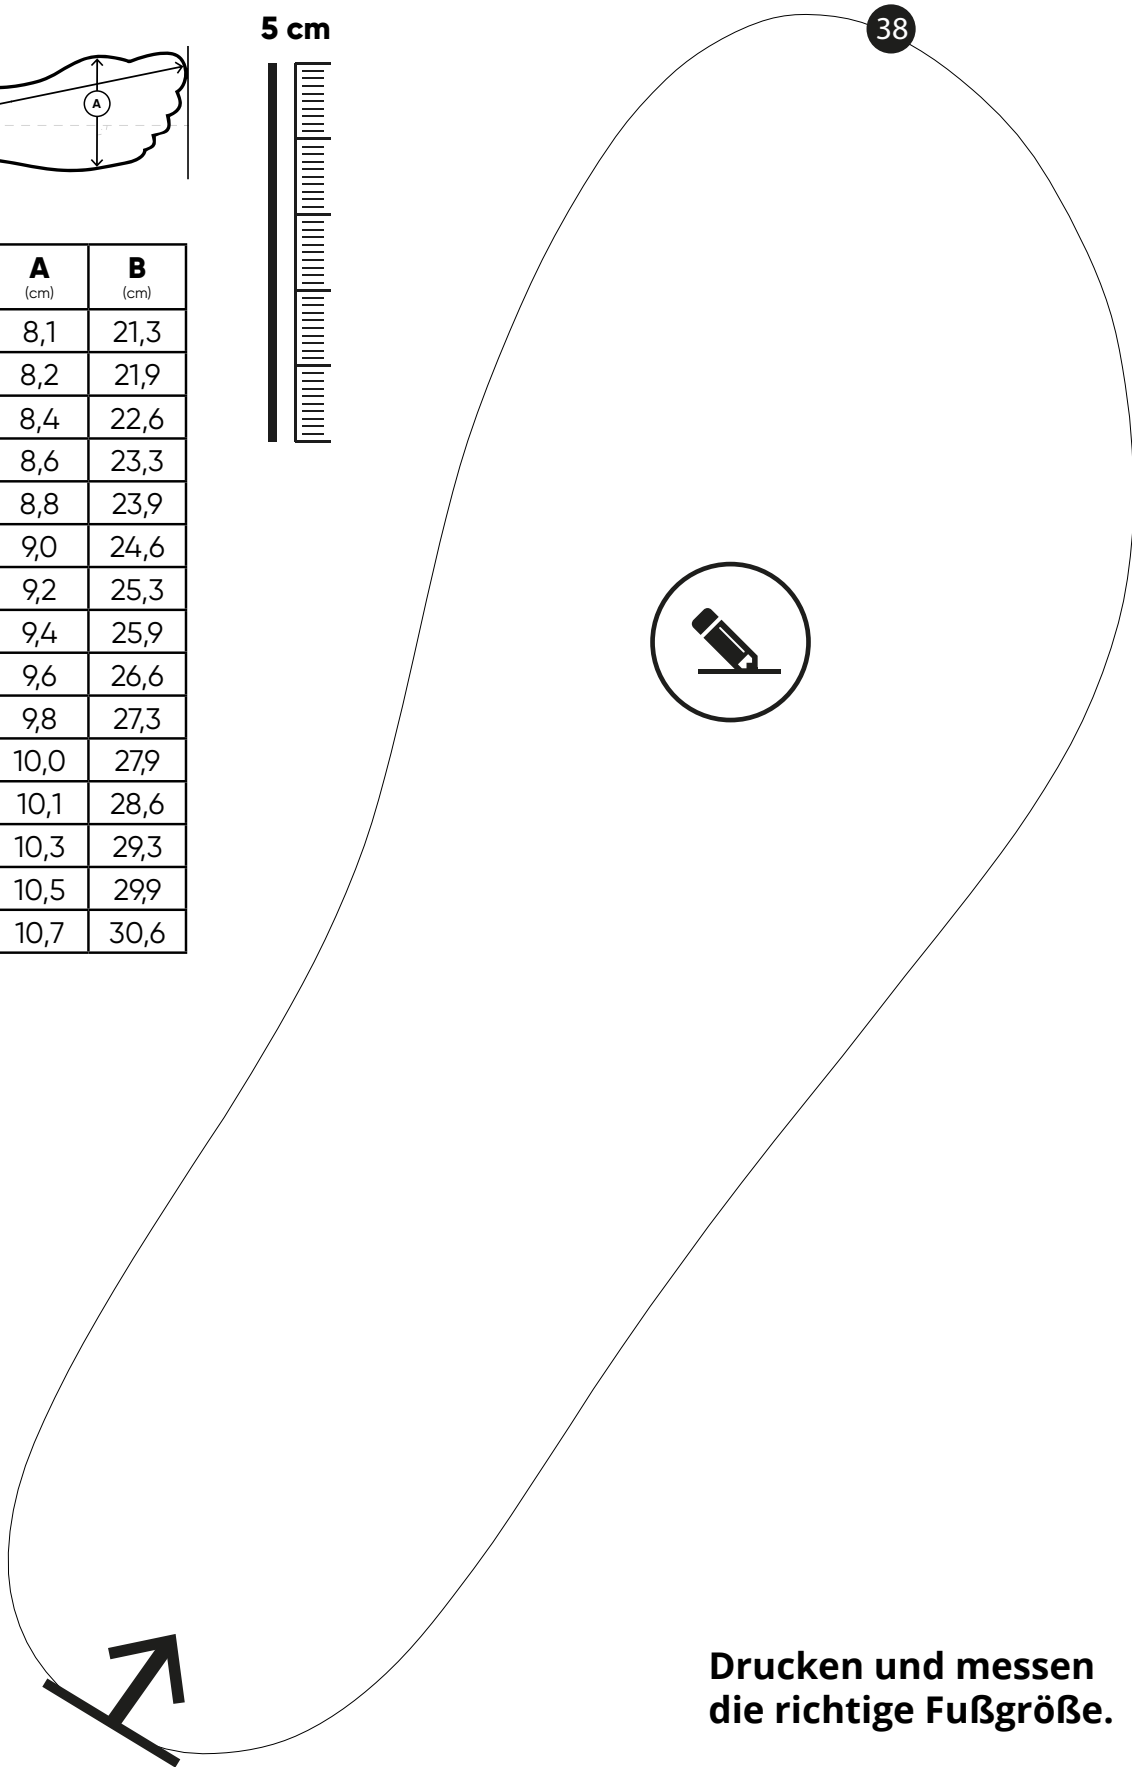 5 cm
38
A
A B
(cm) (cm)
8,1 21,3
8,2 21,9
8,4 22,6
8,6 23,3
8,8 23,9
9,0 24,6
9,2 25,3
9,4 25,9
9,6 26,6
9,8 27,3
10,0 27,9
10,1 28,6
10,3 29,3
10,5 29,9
10,7 30,6
Drucken und messen
die richtige Fußgröße.